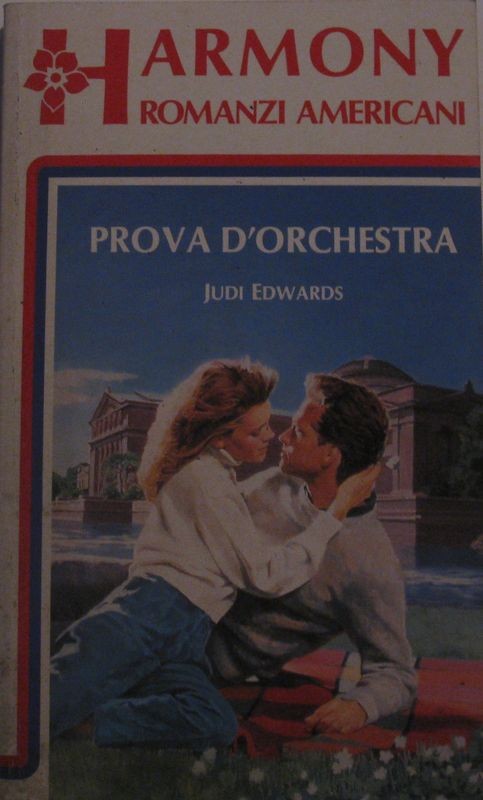 HARMONY
ROMANZI AMERICANI
PROVA D'ORCHESTRA
JUDI EDWARDS